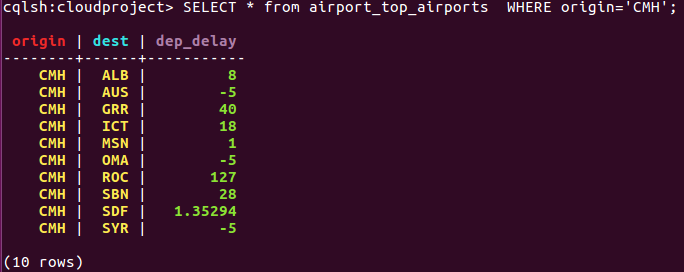 cqlsh:cloudproject> SELECT * from airport_top_airports  WHERE origin='CMH';
 origin | dest | dep_delay
--------+------+-----------
    CMH |  ALB |         8
    CMH |  AUS |        -5
    CMH |  GRR |        40
    CMH |  ICT |        18
    CMH |  MSN |         1
    CMH |  OMA |        -5
    CMH |  ROC |       127
    CMH |  SBN |        28
    CMH |  SDF |   1.35294
    CMH |  SYR |        -5
(10 rows)